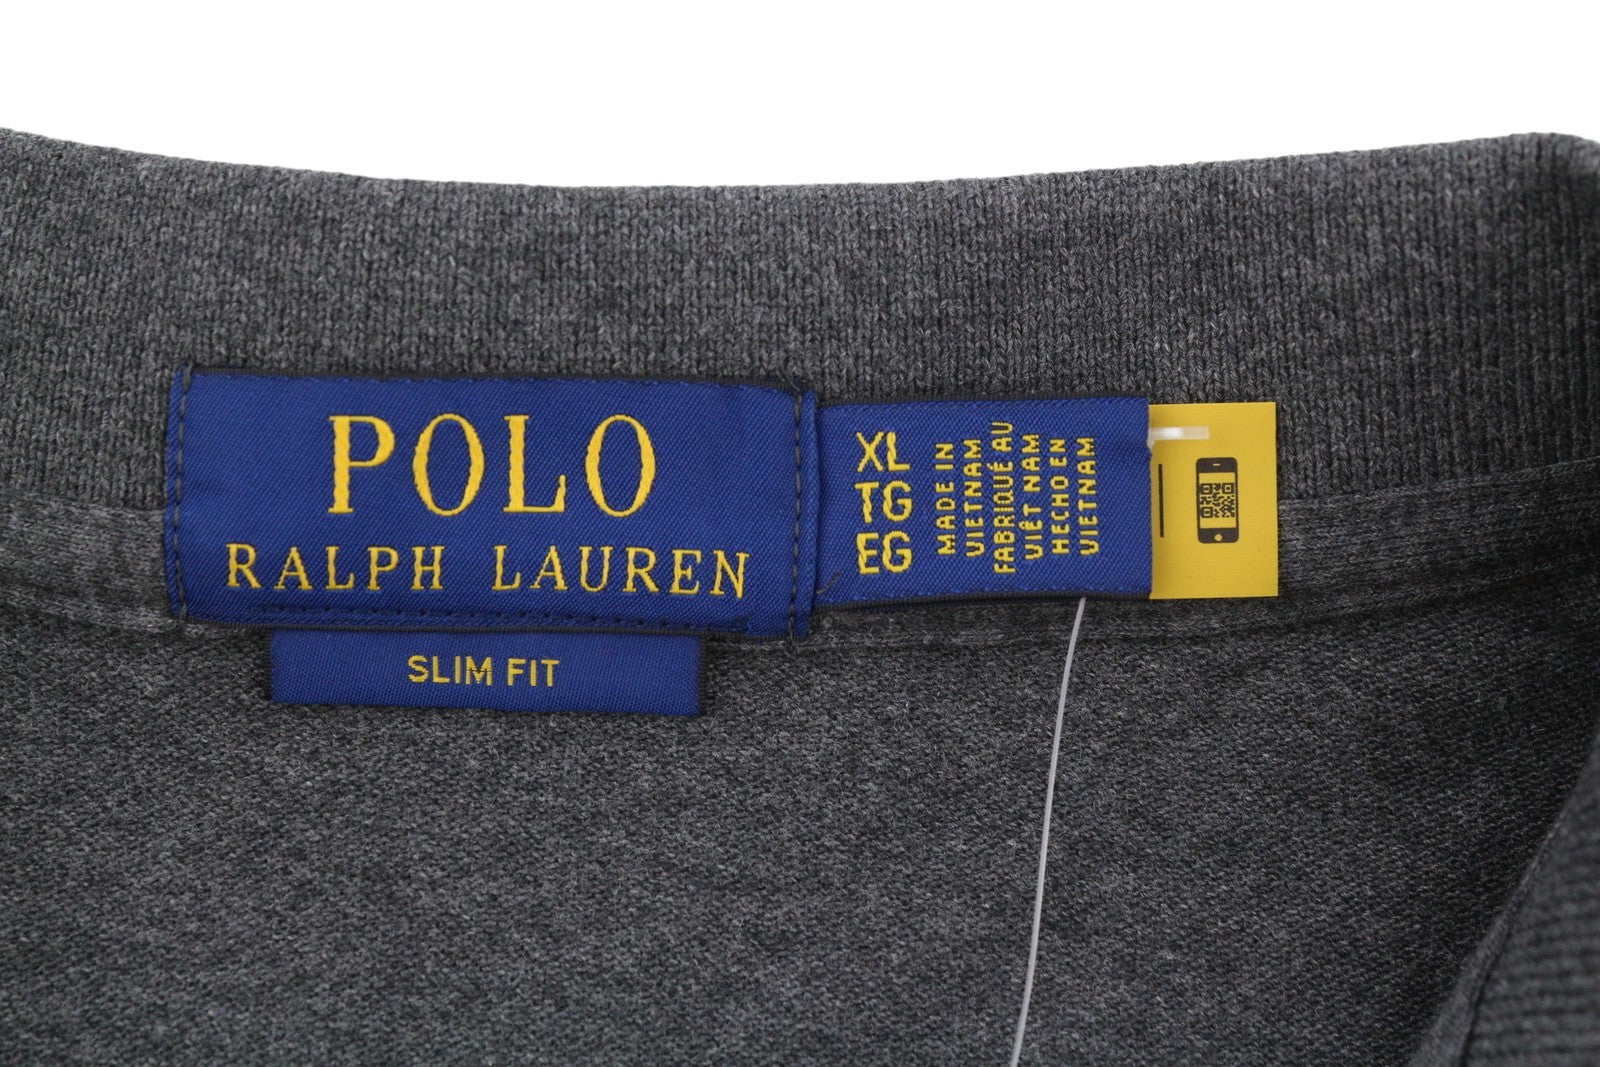 POLO
RALPH LAUREN
SLIM FIT
XL
TG
EG
MADE IN
VIETNAM
FABRIQUÉ AU
VIÊT NAM
HECHO EN
VIETNAM